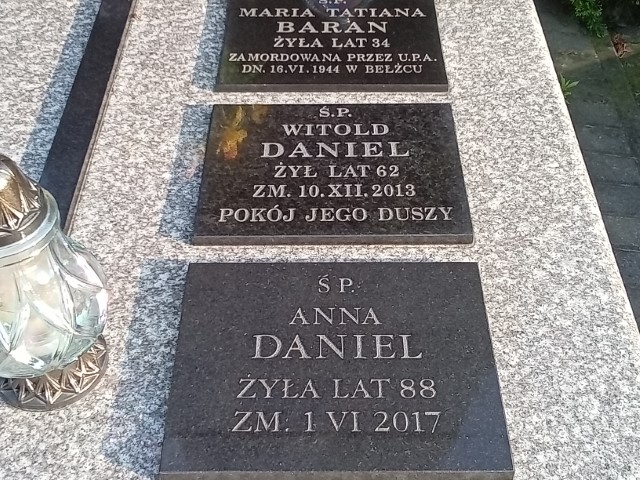 Ś.P.
MARIA TATIANA
BARAN
ŻYŁA LAT 34
ZAMORDOWANA PRZEZ U.P.A.
DN. 16.VI.1944 W BEŁŻCU
Ś.P.
WITOLD
DANIEL
ŻYŁ LAT 62
ZM. 10.XII.2013
POKÓJ JEGO DUSZY
Ś P.
ANNA
DANIEL
ŻYŁA LAT 88
ZM. 1 VI 2017